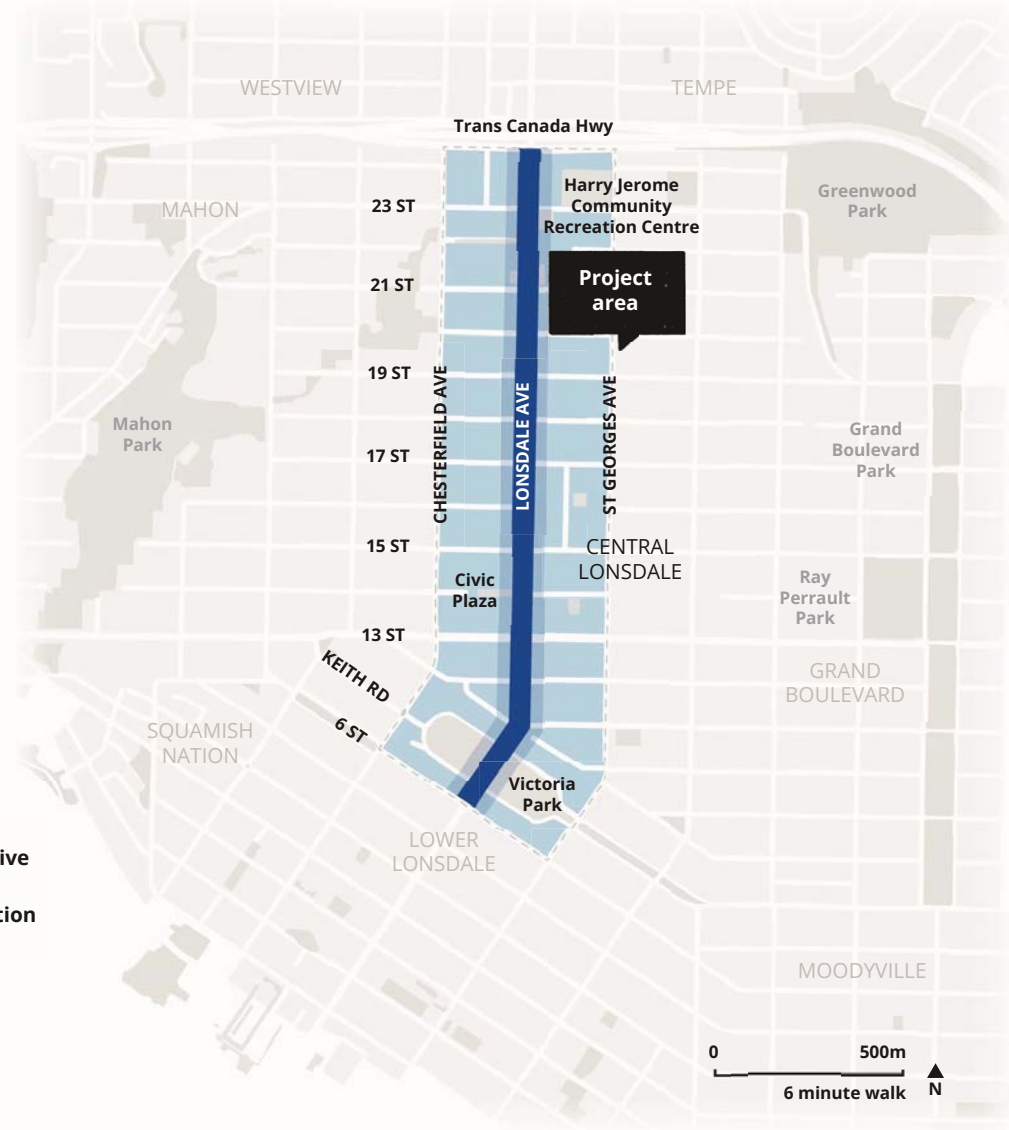 WESTVIEW
TEMPE
Trans Canada Hwy
Harry Jerome
Community
Recreation Centre
Greenwood
Park
MAHON
23 ST
Project
area
21 ST
19 ST
CHESTERFIELD AVE
LONSDALE AVE
ST GEORGES AVE
Mahon
Park
Grand
Boulevard
Park
17 ST
15 ST
CENTRAL
LONSDALE
Civic
Plaza
Ray
Perrault
Park
13 ST
KEITH RD
GRAND
BOULEVARD
6 ST
SQUAMISH
NATION
Victoria
Park
LOWER
LONSDALE
ive
tion
MOODYVILLE
0 500m
6 minute walk
N